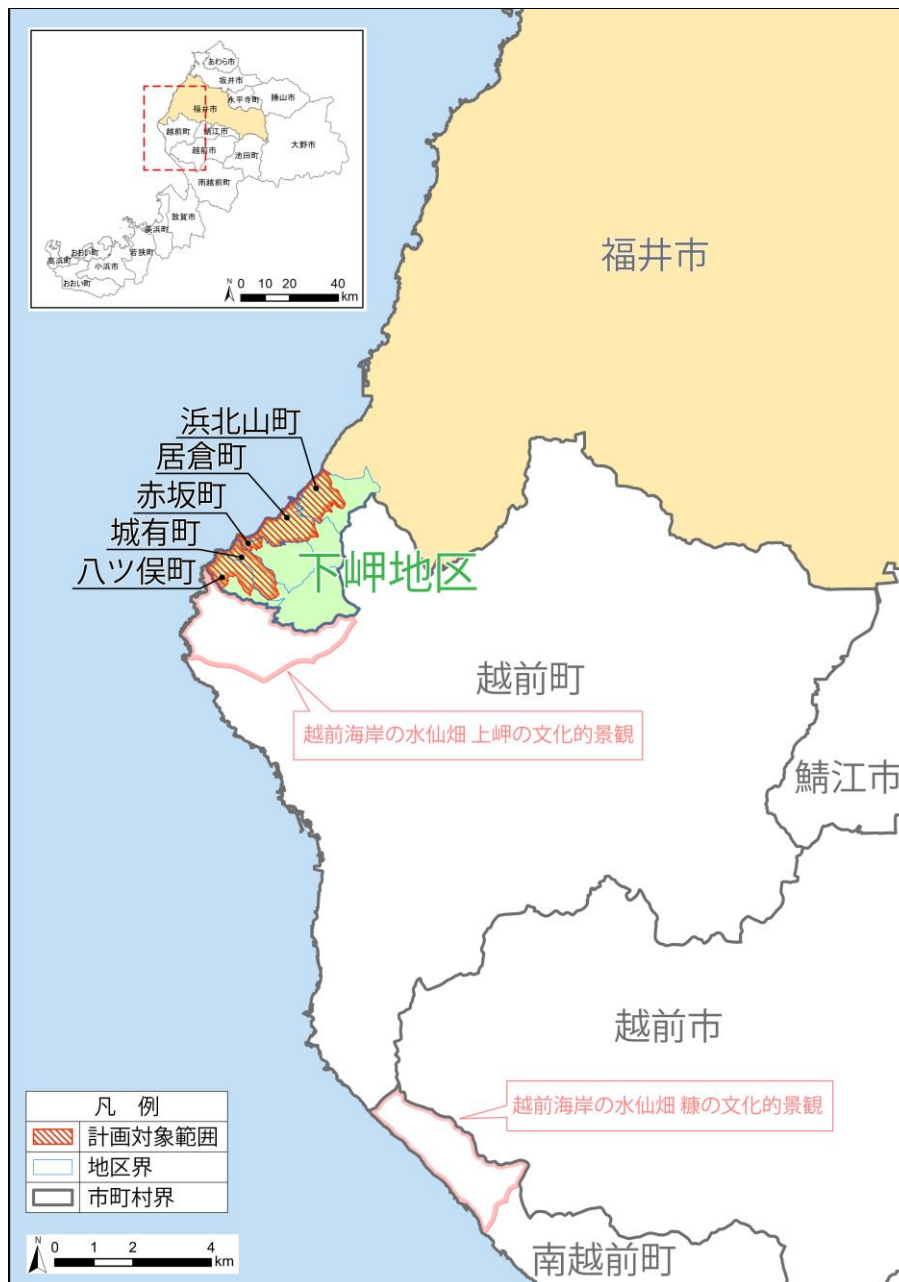 あわら市
坂井市
福井市
永平寺町
勝山市
越前町
鯖江市
大野市
越前市
池田町
南越前町
敦賀市
美浜町
おおい町
若狭町
高浜町
小浜市
おおい町
N
0 10 20 40
km
福井市
浜北山町
居倉町
赤坂町
城有町
八ツ俣町
下岬地区
越前町
越前海岸の水仙畑 上岬の文化的景観
鯖江市
越前市
越前海岸の水仙畑 糠の文化的景観
南越前町
凡 例
計画対象範囲
地区界
市町村界
N
0 1 2 4
km